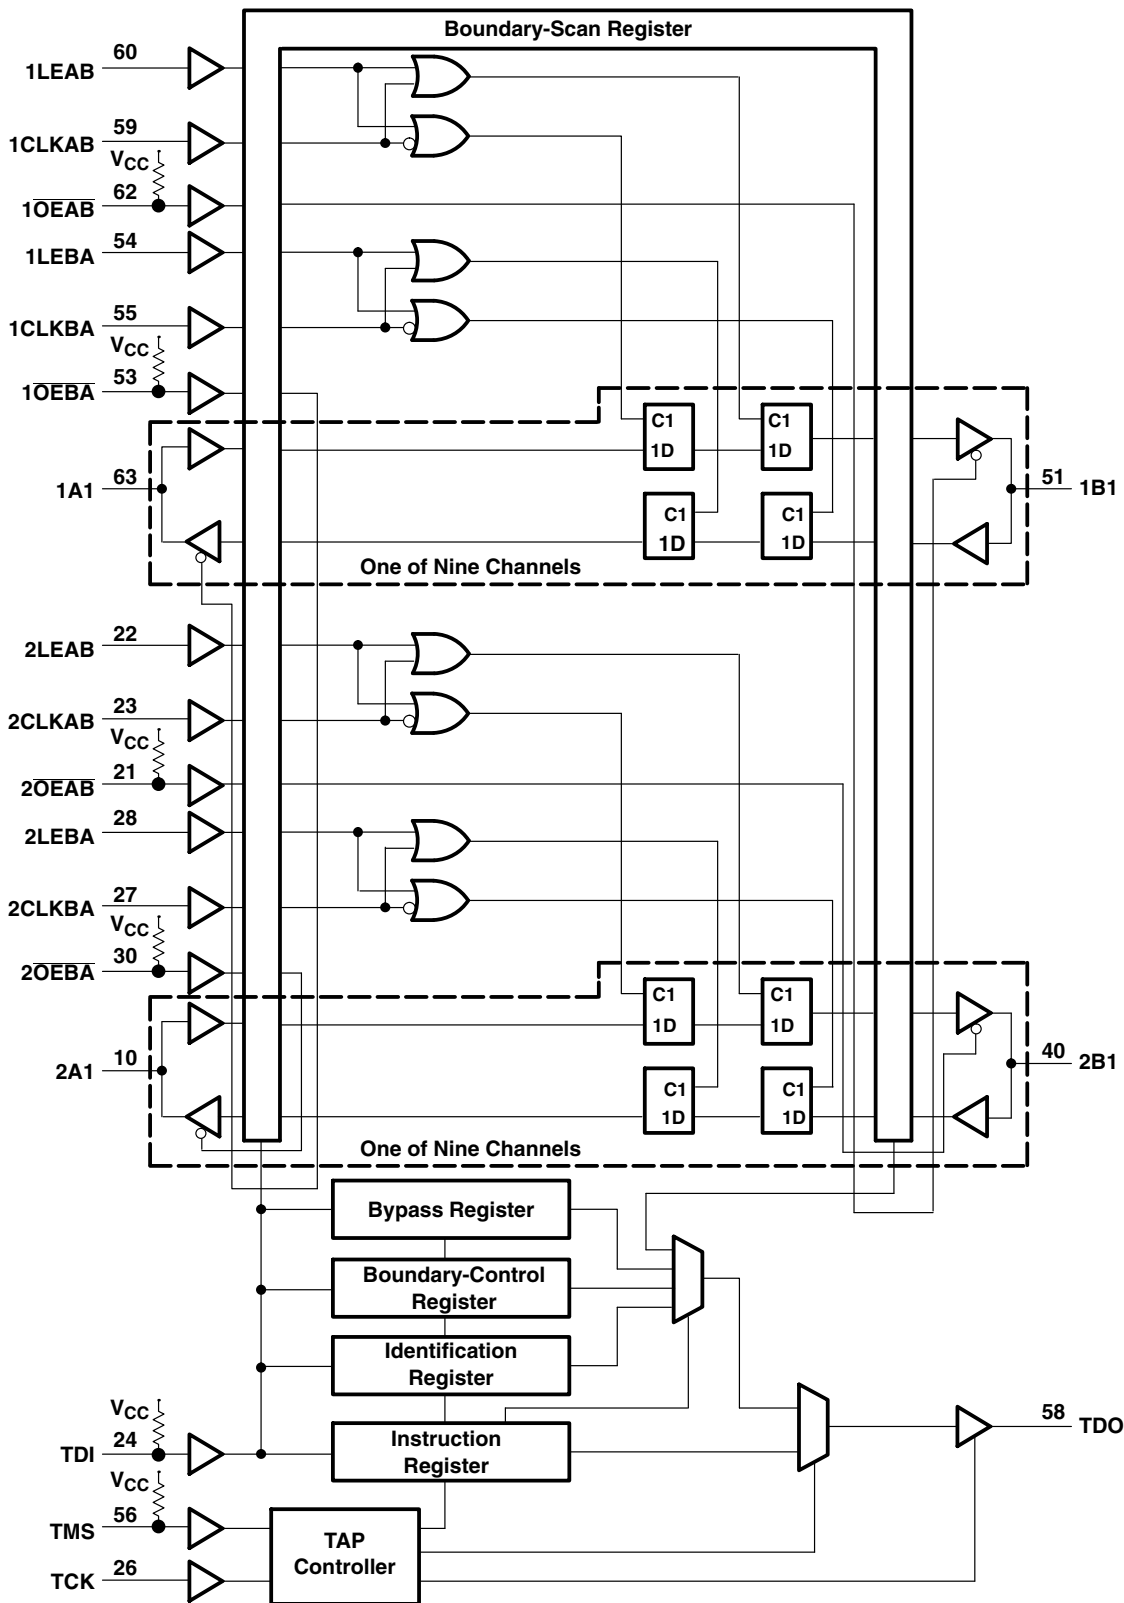 Boundary-Scan Register
1LEAB 60
1CLKAB 59
VCC
1OEAB 62
1LEBA 54
1CLKBA 55
VCC
1OEBA 53
C1
1D
C1
1D
1A1 63
51 1B1
C1
1D
C1
1D
One of Nine Channels
2LEAB 22
2CLKAB 23
VCC
2OEAB 21
2LEBA 28
2CLKBA 27
VCC
2OEBA 30
C1
1D
C1
1D
2A1 10
40 2B1
C1
1D
C1
1D
One of Nine Channels
Bypass Register
Boundary-Control
Register
Identification
Register
VCC
TDI 24
Instruction
Register
58 TDO
VCC
TMS 56
TAP
Controller
TCK 26